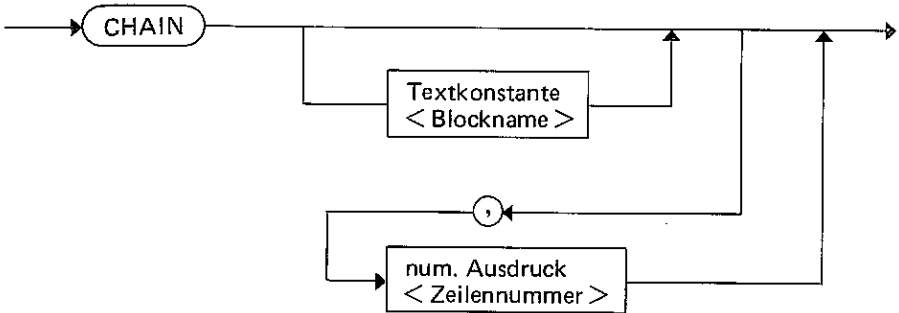 CHAIN
Textkonstante
< Blockname >
,
num. Ausdruck
< Zeilennummer >